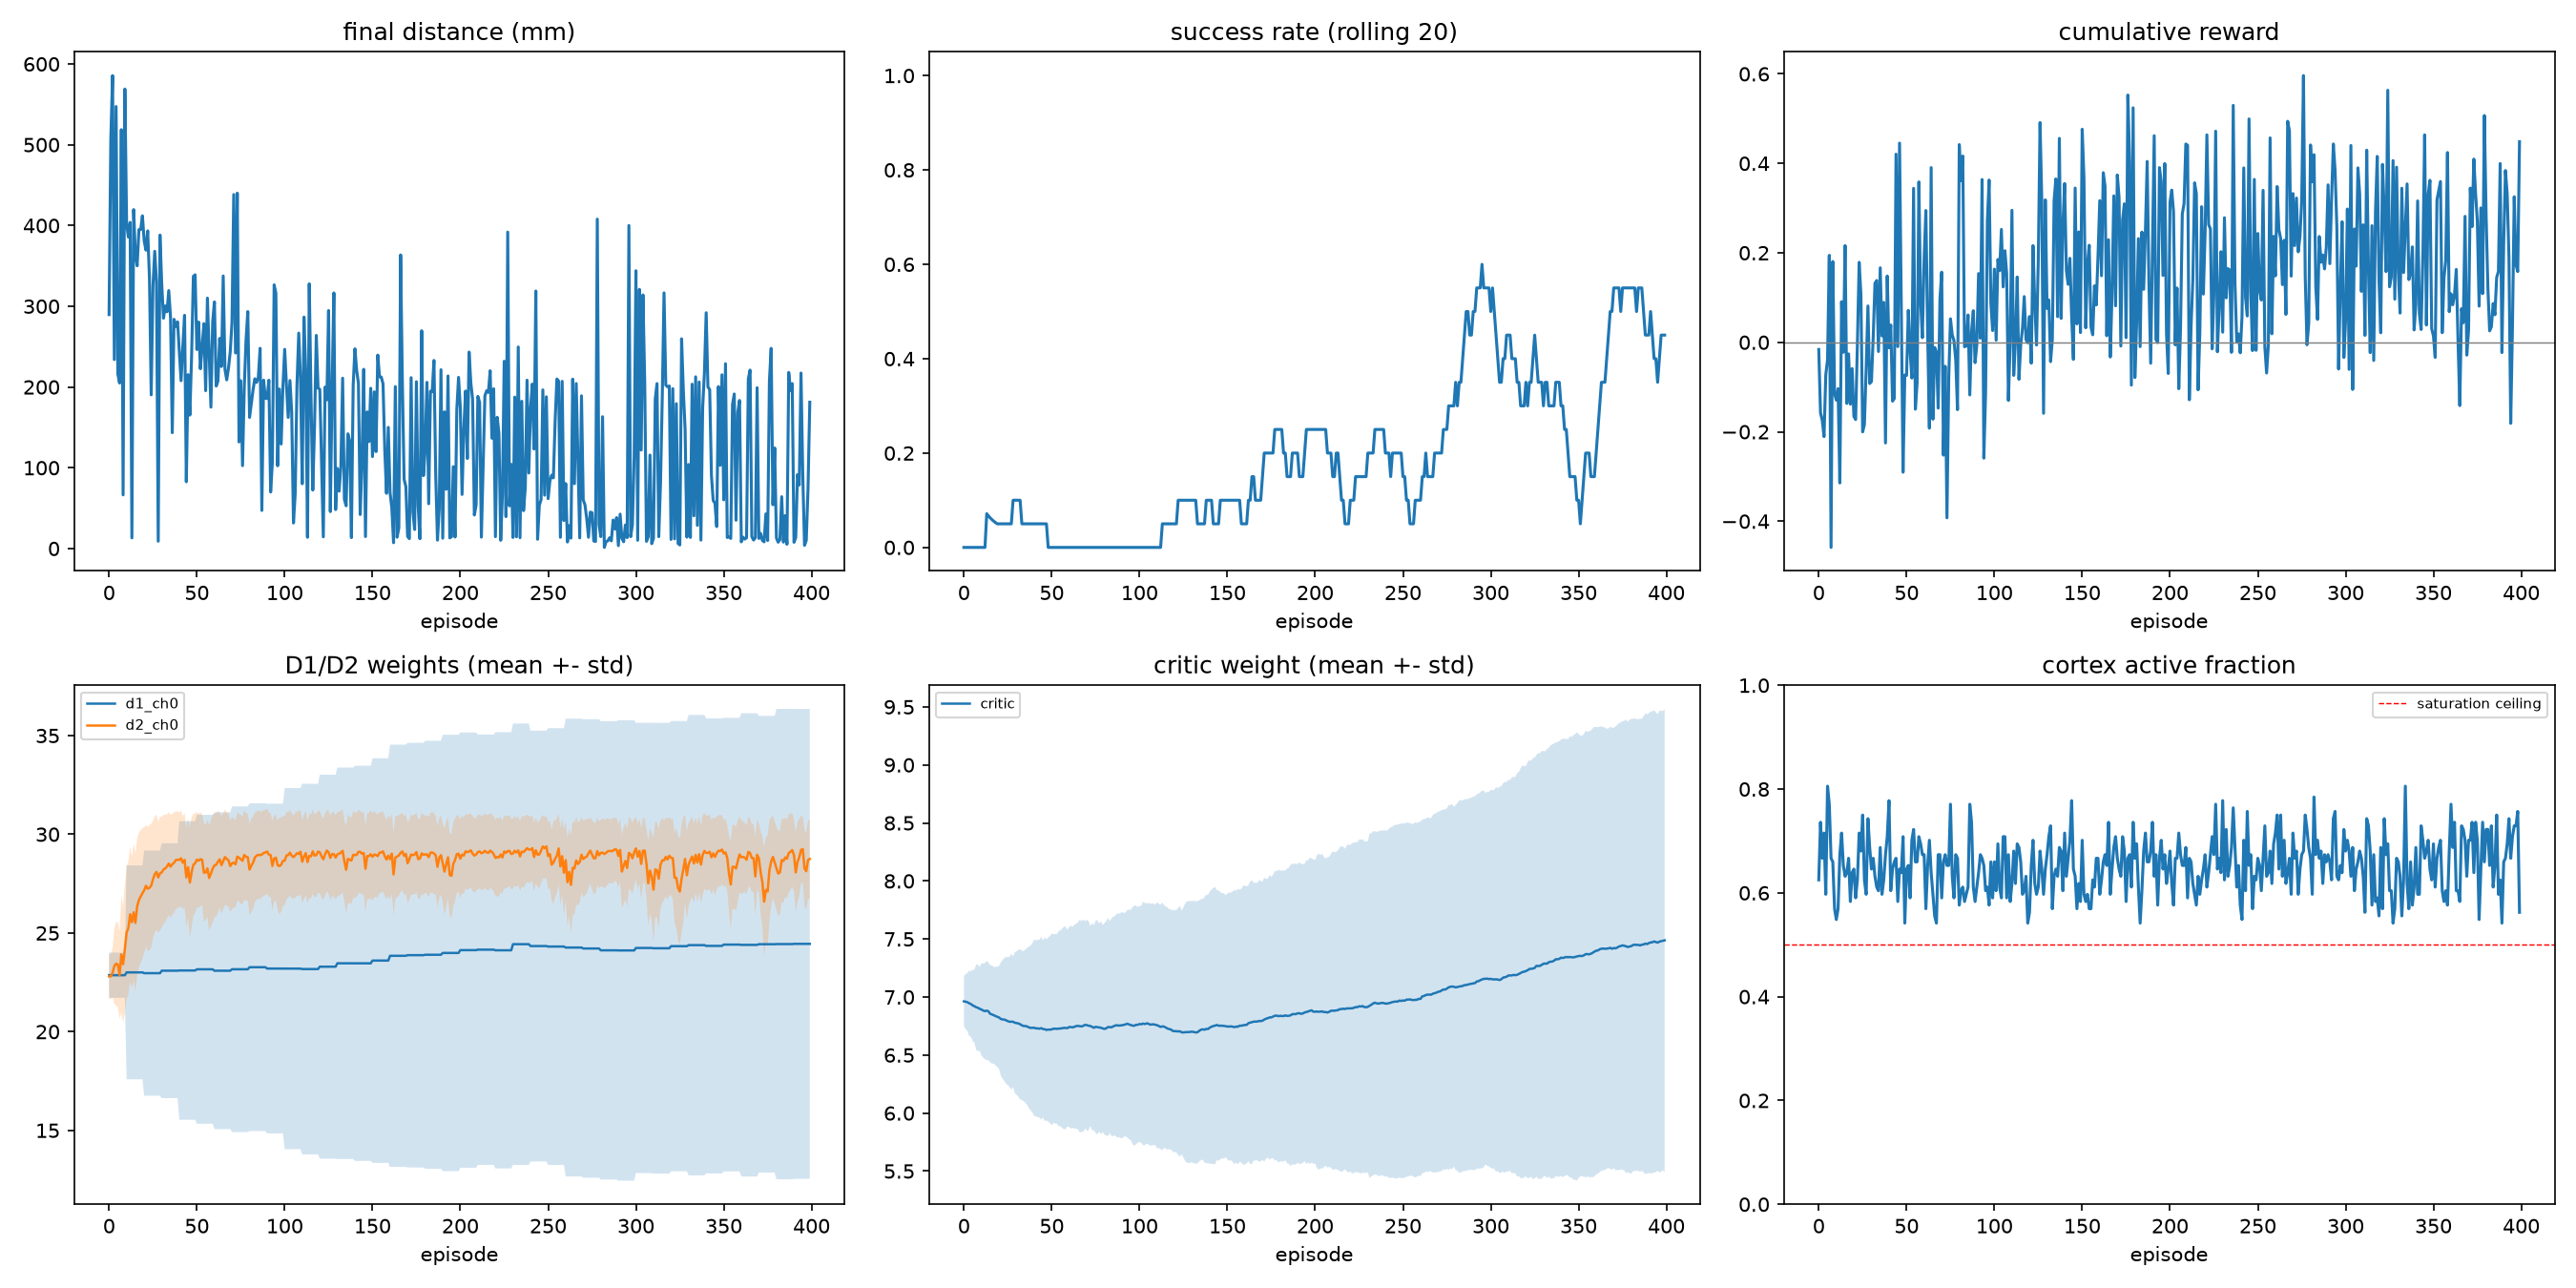 final distance (mm)
600
500
400
300
200
100
0
0 50 100 150 200 250 300 350 400
episode
success rate (rolling 20)
1.0
0.8
0.6
0.4
0.2
0.0
0 50 100 150 200 250 300 350 400
episode
cumulative reward
0.6
0.4
0.2
0.0
−0.2
−0.4
0 50 100 150 200 250 300 350 400
episode
D1/D2 weights (mean +- std)
d1_ch0
d2_ch0
35
30
25
20
15
0 50 100 150 200 250 300 350 400
episode
critic weight (mean +- std)
critic
9.5
9.0
8.5
8.0
7.5
7.0
6.5
6.0
5.5
0 50 100 150 200 250 300 350 400
episode
cortex active fraction
saturation ceiling
1.0
0.8
0.6
0.4
0.2
0.0
0 50 100 150 200 250 300 350 400
episode